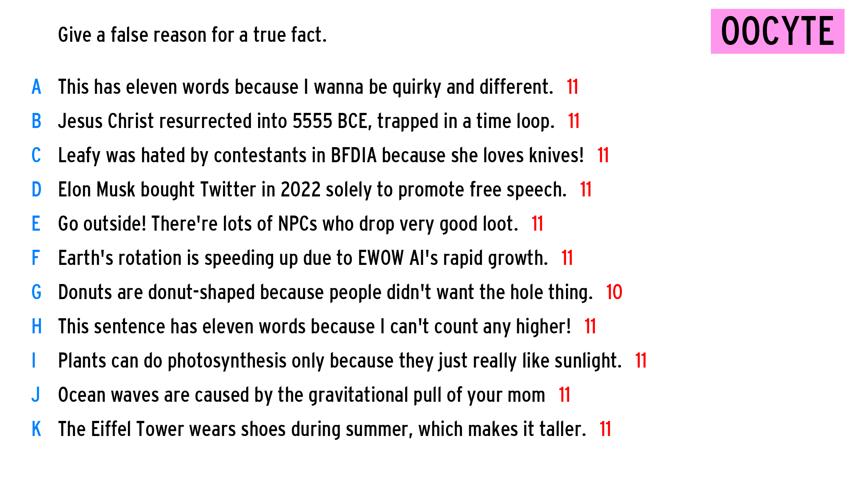 Give a false reason for a true fact.
OOCYTE
A This has eleven words because I wanna be quirky and different. 11
B Jesus Christ resurrected into 5555 BCE, trapped in a time loop. 11
C Leafy was hated by contestants in BFDIA because she loves knives! 11
D Elon Musk bought Twitter in 2022 solely to promote free speech. 11
E Go outside! There're lots of NPCs who drop very good loot. 11
F Earth's rotation is speeding up due to EWOW AI's rapid growth. 11
G Donuts are donut-shaped because people didn't want the hole thing. 10
H This sentence has eleven words because I can't count any higher! 11
I Plants can do photosynthesis only because they just really like sunlight. 11
J Ocean waves are caused by the gravitational pull of your mom 11
K The Eiffel Tower wears shoes during summer, which makes it taller. 11